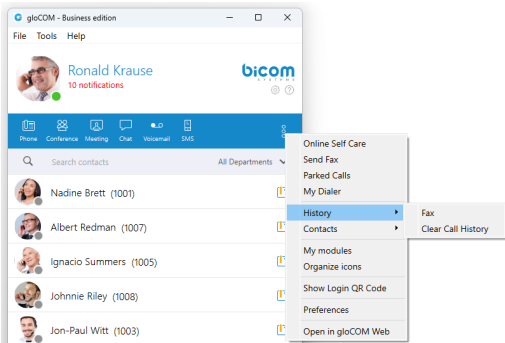 gloCOM - Business edition
File Tools Help
Ronald Krause
10 notifications
bicom
SYSTEMS
Phone Conference Meeting Chat Voicemail SMS
Search contacts All Departments
Nadine Brett (1001)
Albert Redman (1007)
Ignacio Summers (1005)
Johnnie Riley (1008)
Jon-Paul Witt (1003)
Online Self Care
Send Fax
Parked Calls
My Dialer
History
Contacts
My modules
Organize icons
Show Login QR Code
Preferences
Open in gloCOM Web
Fax
Clear Call History